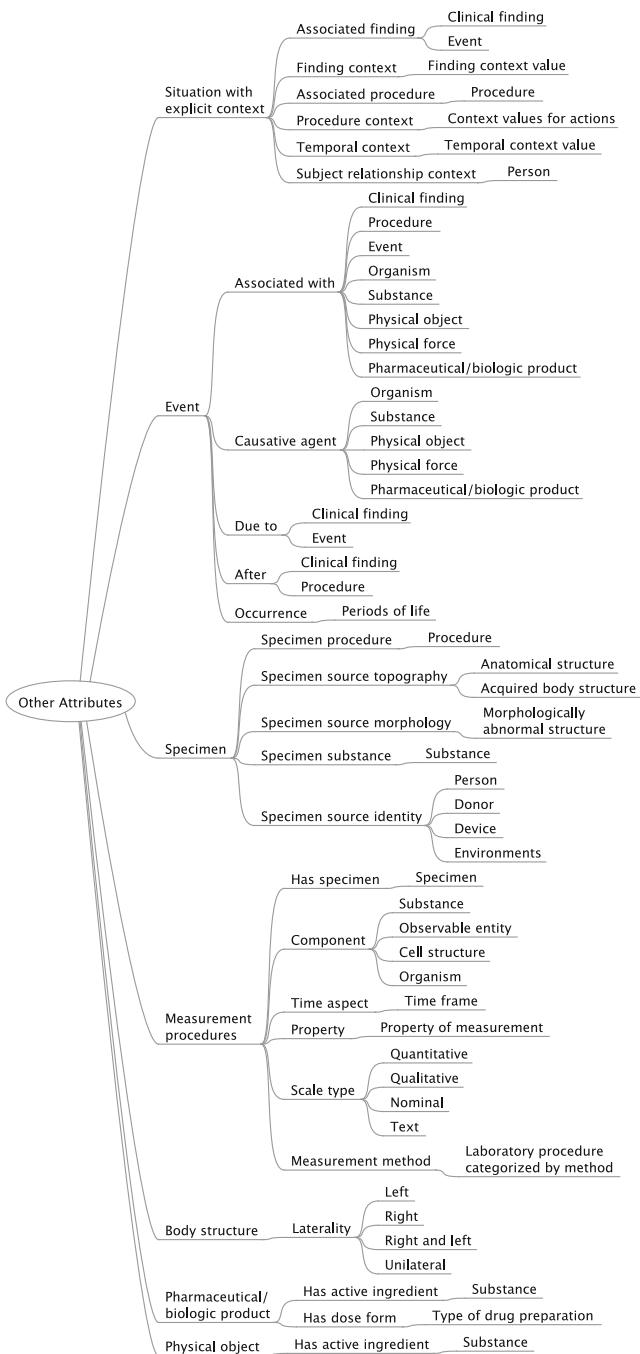 Other Attributes
Situation with
explicit context
Associated finding
Clinical finding
Event
Finding context
Finding context value
Associated procedure
Procedure
Procedure context
Context values for actions
Temporal context
Temporal context value
Subject relationship context
Person
Event
Associated with
Clinical finding
Procedure
Event
Organism
Substance
Physical object
Physical force
Pharmaceutical/biologic product
Causative agent
Organism
Substance
Physical object
Physical force
Pharmaceutical/biologic product
Due to
Clinical finding
Event
After
Clinical finding
Procedure
Occurrence
Periods of life
Specimen
Specimen procedure
Procedure
Specimen source topography
Anatomical structure
Acquired body structure
Specimen source morphology
Morphologically
abnormal structure
Specimen substance
Substance
Specimen source identity
Person
Donor
Device
Environments
Measurement
procedures
Has specimen
Specimen
Component
Substance
Observable entity
Cell structure
Organism
Time aspect
Time frame
Property
Property of measurement
Scale type
Quantitative
Qualitative
Nominal
Text
Measurement method
Laboratory procedure
categorized by method
Body structure
Laterality
Left
Right
Right and left
Unilateral
Pharmaceutical/
biologic product
Has active ingredient
Substance
Has dose form
Type of drug preparation
Physical object
Has active ingredient
Substance